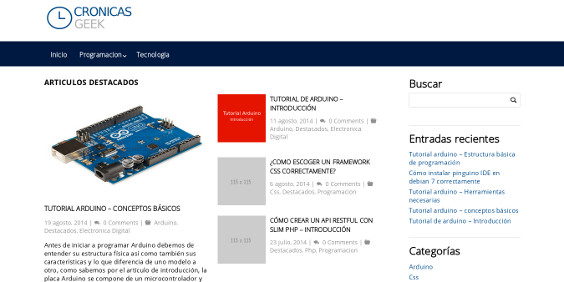 CRONICAS
GEEK
Inicio Programacion Tecnología
ARTICULOS DESTACADOS
TUTORIAL ARDUINO – CONCEPTOS BÁSICOS
19 agosto, 2014 | 0 Comments | Arduino,
Destacados, Electronica Digital
Antes de iniciar a programar Arduino debemos de
entender su estructura física así como también sus
características y lo que diferencia de uno modelo a
otro, como sabemos por el artículo de introducción, la
placa Arduino se compone de un microcontrolador y
Tutorial Arduino
Introducción
TUTORIAL DE ARDUINO –
INTRODUCCIÓN
11 agosto, 2014 | 0 Comments |
Arduino, Destacados, Electronica
Digital
¿COMO ESCOGER UN FRAMEWORK
CSS CORRECTAMENTE?
6 agosto, 2014 | 0 Comments |
Css, Destacados, Programacion
CÓMO CREAR UN API RESTFUL CON
SLIM PHP – INTRODUCCIÓN
23 julio, 2014 | 0 Comments |
Destacados, Php, Programacion
Buscar
Entradas recientes
Tutorial arduino – Estructura básica
de programación
Cómo instalar pinguino IDE en
debian 7 correctamente
Tutorial arduino – Herramientas
necesarias
Tutorial arduino – conceptos básicos
Tutorial de arduino – Introducción
Categorías
Arduino
Css